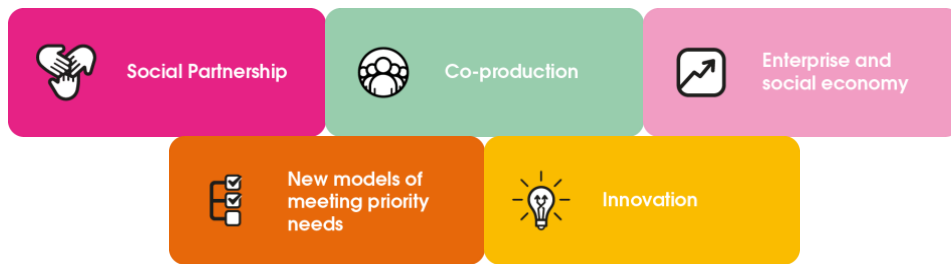 Social Partnership
Co-production
Enterprise and
social economy
New models of
meeting priority
needs
Innovation